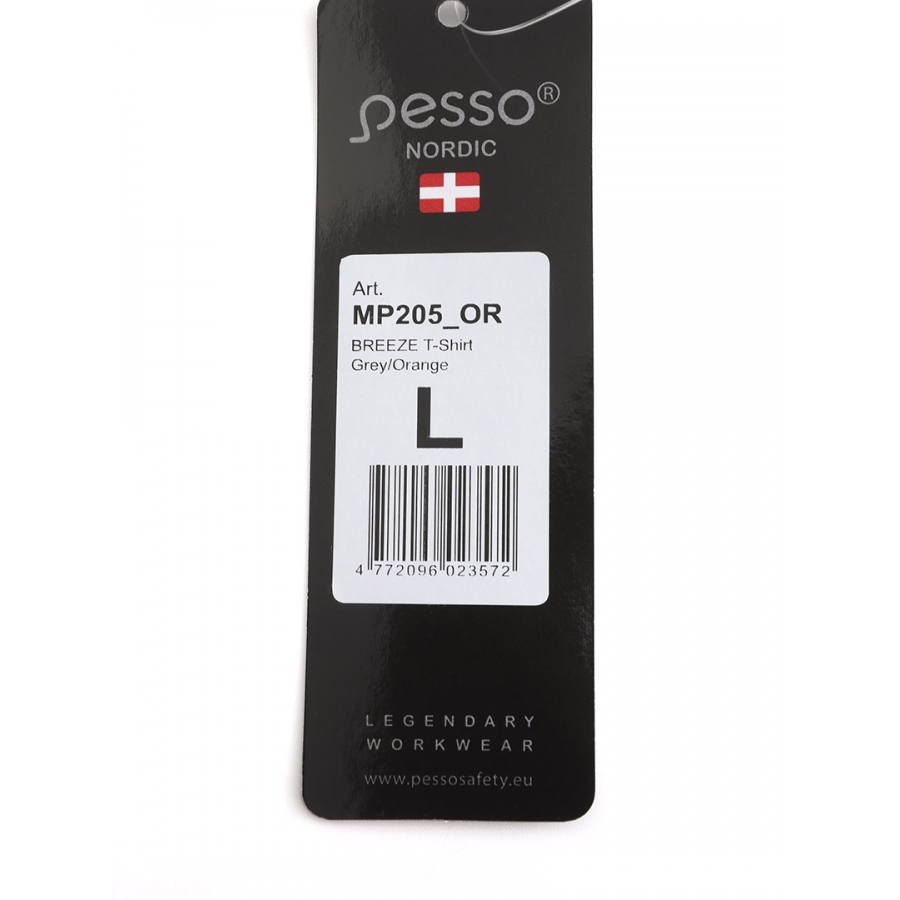 pesso®
NORDIC
Art.
MP205_OR
BREEZE T-Shirt
Grey/Orange
L
4 772096 023572
LEGENDARY
WORKWEAR
www.pessosafety.eu